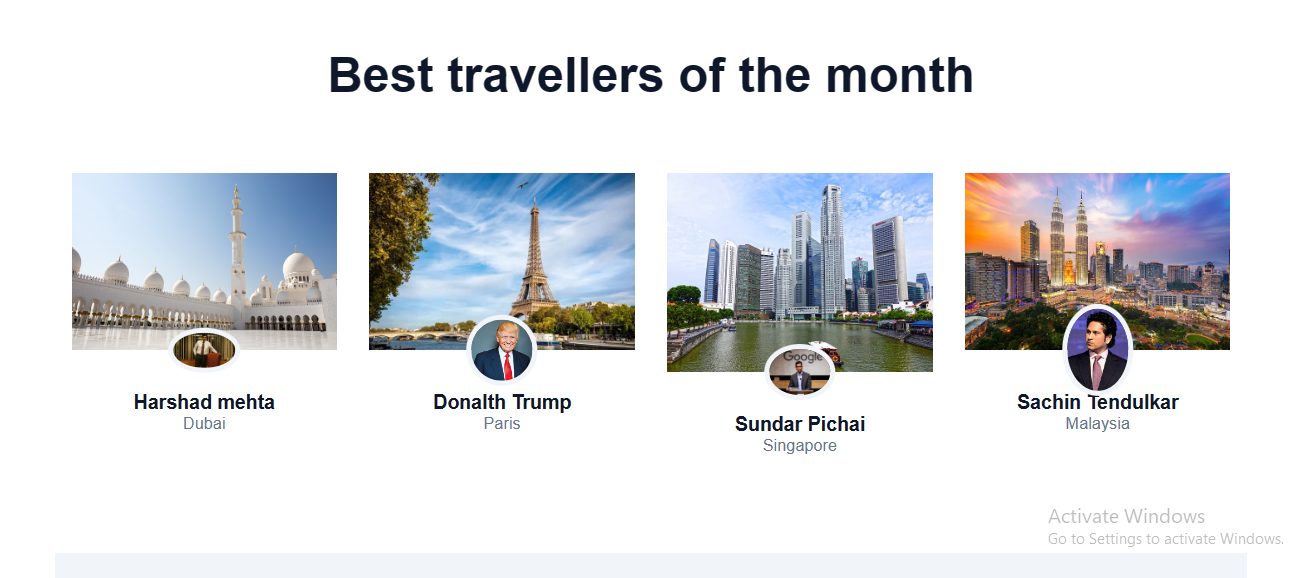 Best travellers of the month
Google
Harshad mehta
Dubai
Donalth Trump
Paris
Sundar Pichai
Singapore
Sachin Tendulkar
Malaysia
Activate Windows
Go to Settings to activate Windows.